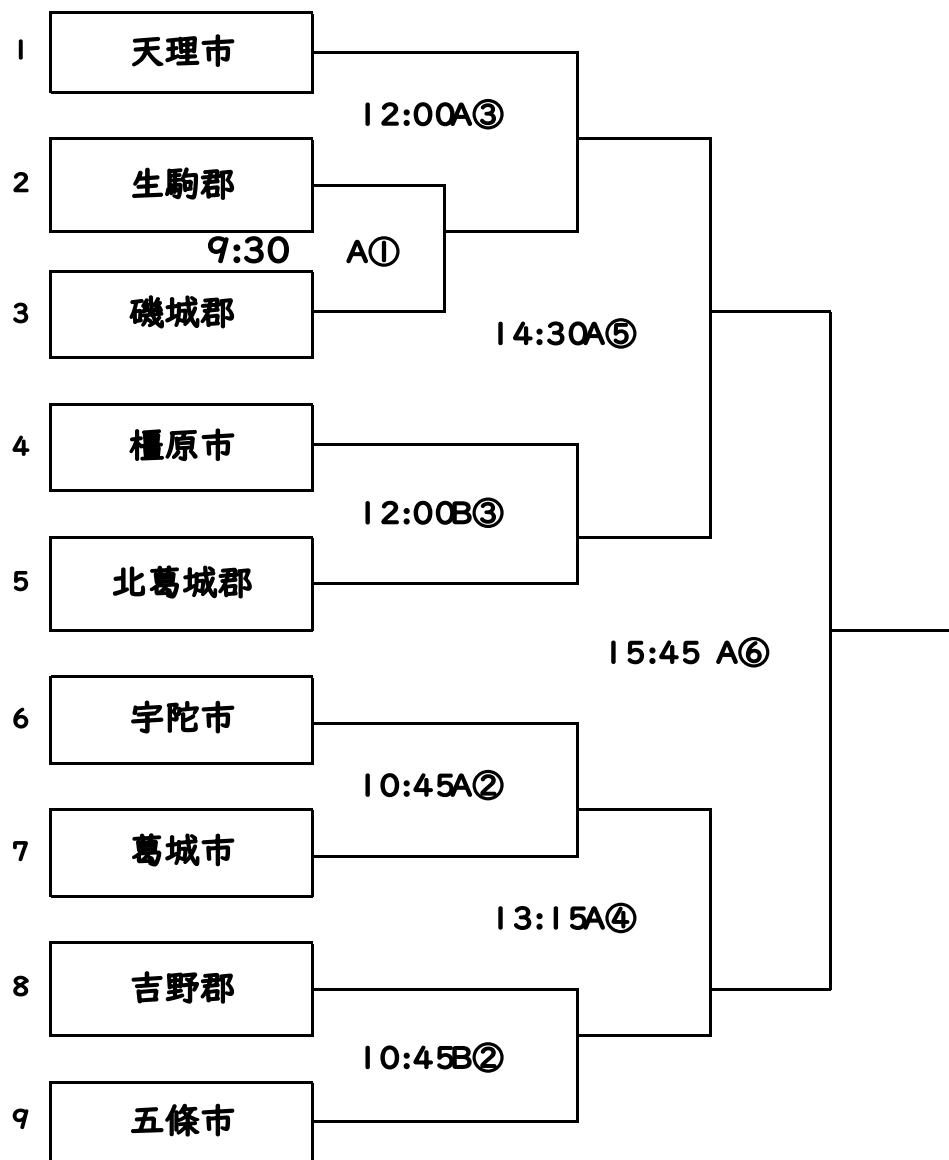 1 天理市
12:00A③
2 生駒郡
9:30 A①
3 磯城郡
14:30A⑤
4 橿原市
12:00B③
5 北葛城郡
15:45 A⑥
6 宇陀市
10:45A②
7 葛城市
13:15A④
8 吉野郡
10:45B②
9 五條市